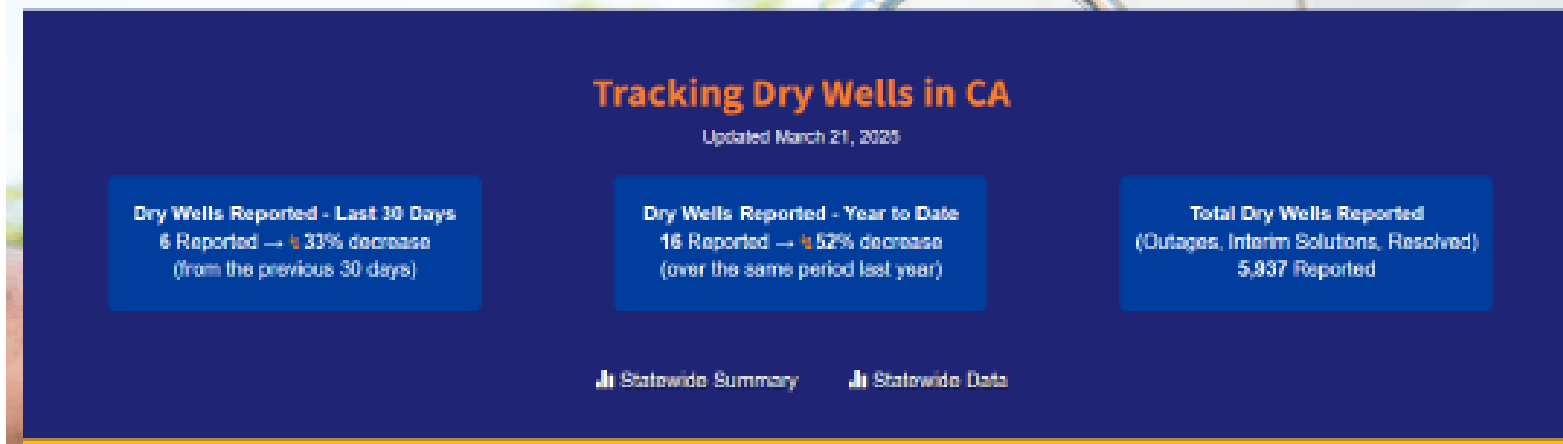 Tracking Dry Wells in CA
Updated March 21, 2025
Dry Wells Reported - Last 30 Days
6 Reported → ↯ 33% decrease
(from the previous 30 days)
Dry Wells Reported - Year to Date
16 Reported → ↯ 52% decrease
(over the same period last year)
Total Dry Wells Reported
(Outages, Interim Solutions, Resolved)
5,937 Reported
Statewide Summary
Statewide Data